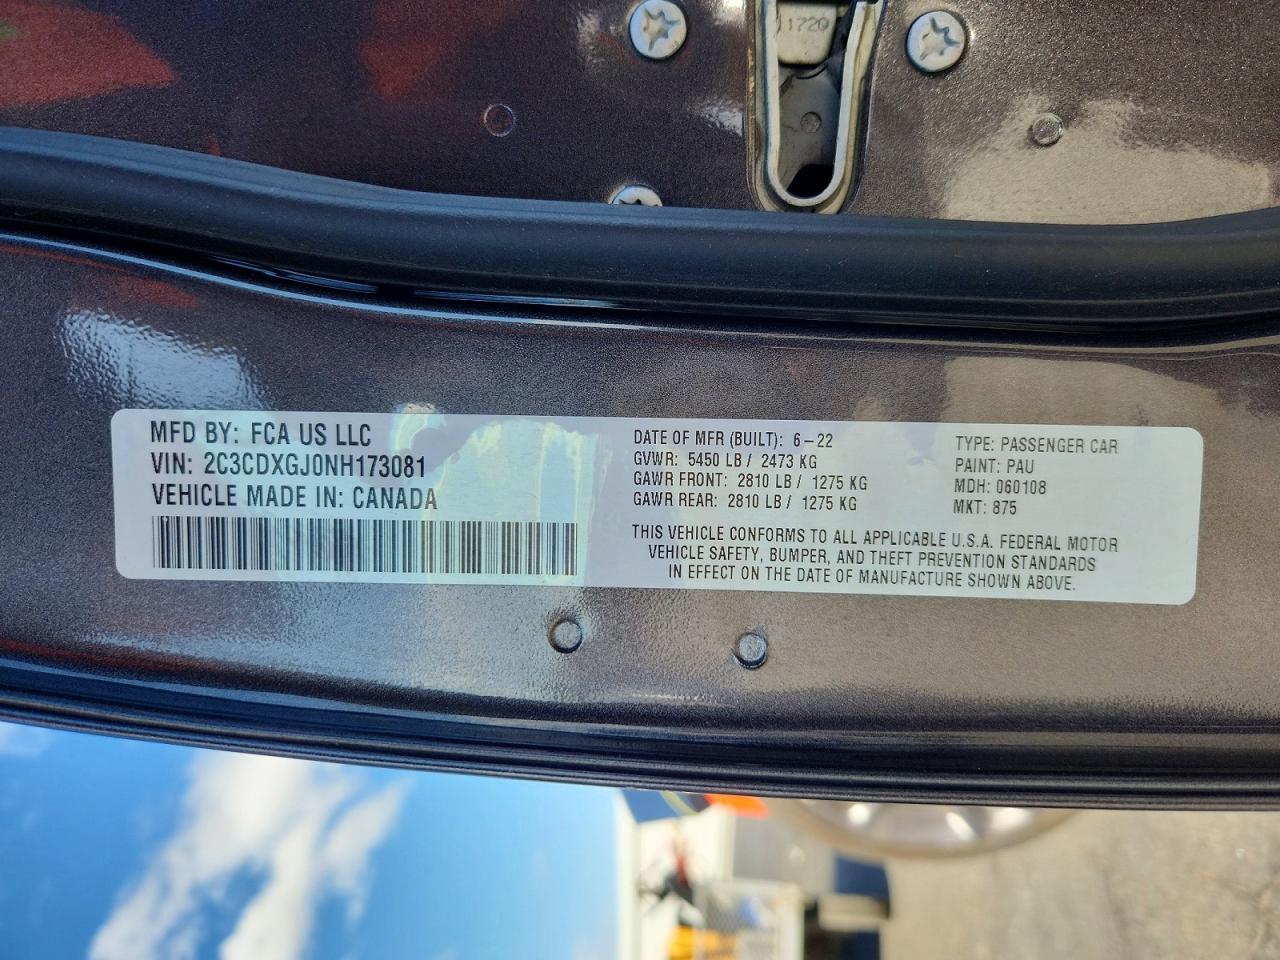 1720
MFD BY: FCA US LLC
VIN: 2C3CDXGJ0NH173081
VEHICLE MADE IN: CANADA
DATE OF MFR (BUILT): 6-22
GVWR: 5450 LB / 2473 KG
GAWR FRONT: 2810 LB / 1275 KG
GAWR REAR: 2810 LB / 1275 KG
TYPE: PASSENGER CAR
PAINT: PAU
MDH: 060108
MKT: 875
THIS VEHICLE CONFORMS TO ALL APPLICABLE U.S.A. FEDERAL MOTOR
VEHICLE SAFETY, BUMPER, AND THEFT PREVENTION STANDARDS
IN EFFECT ON THE DATE OF MANUFACTURE SHOWN ABOVE.